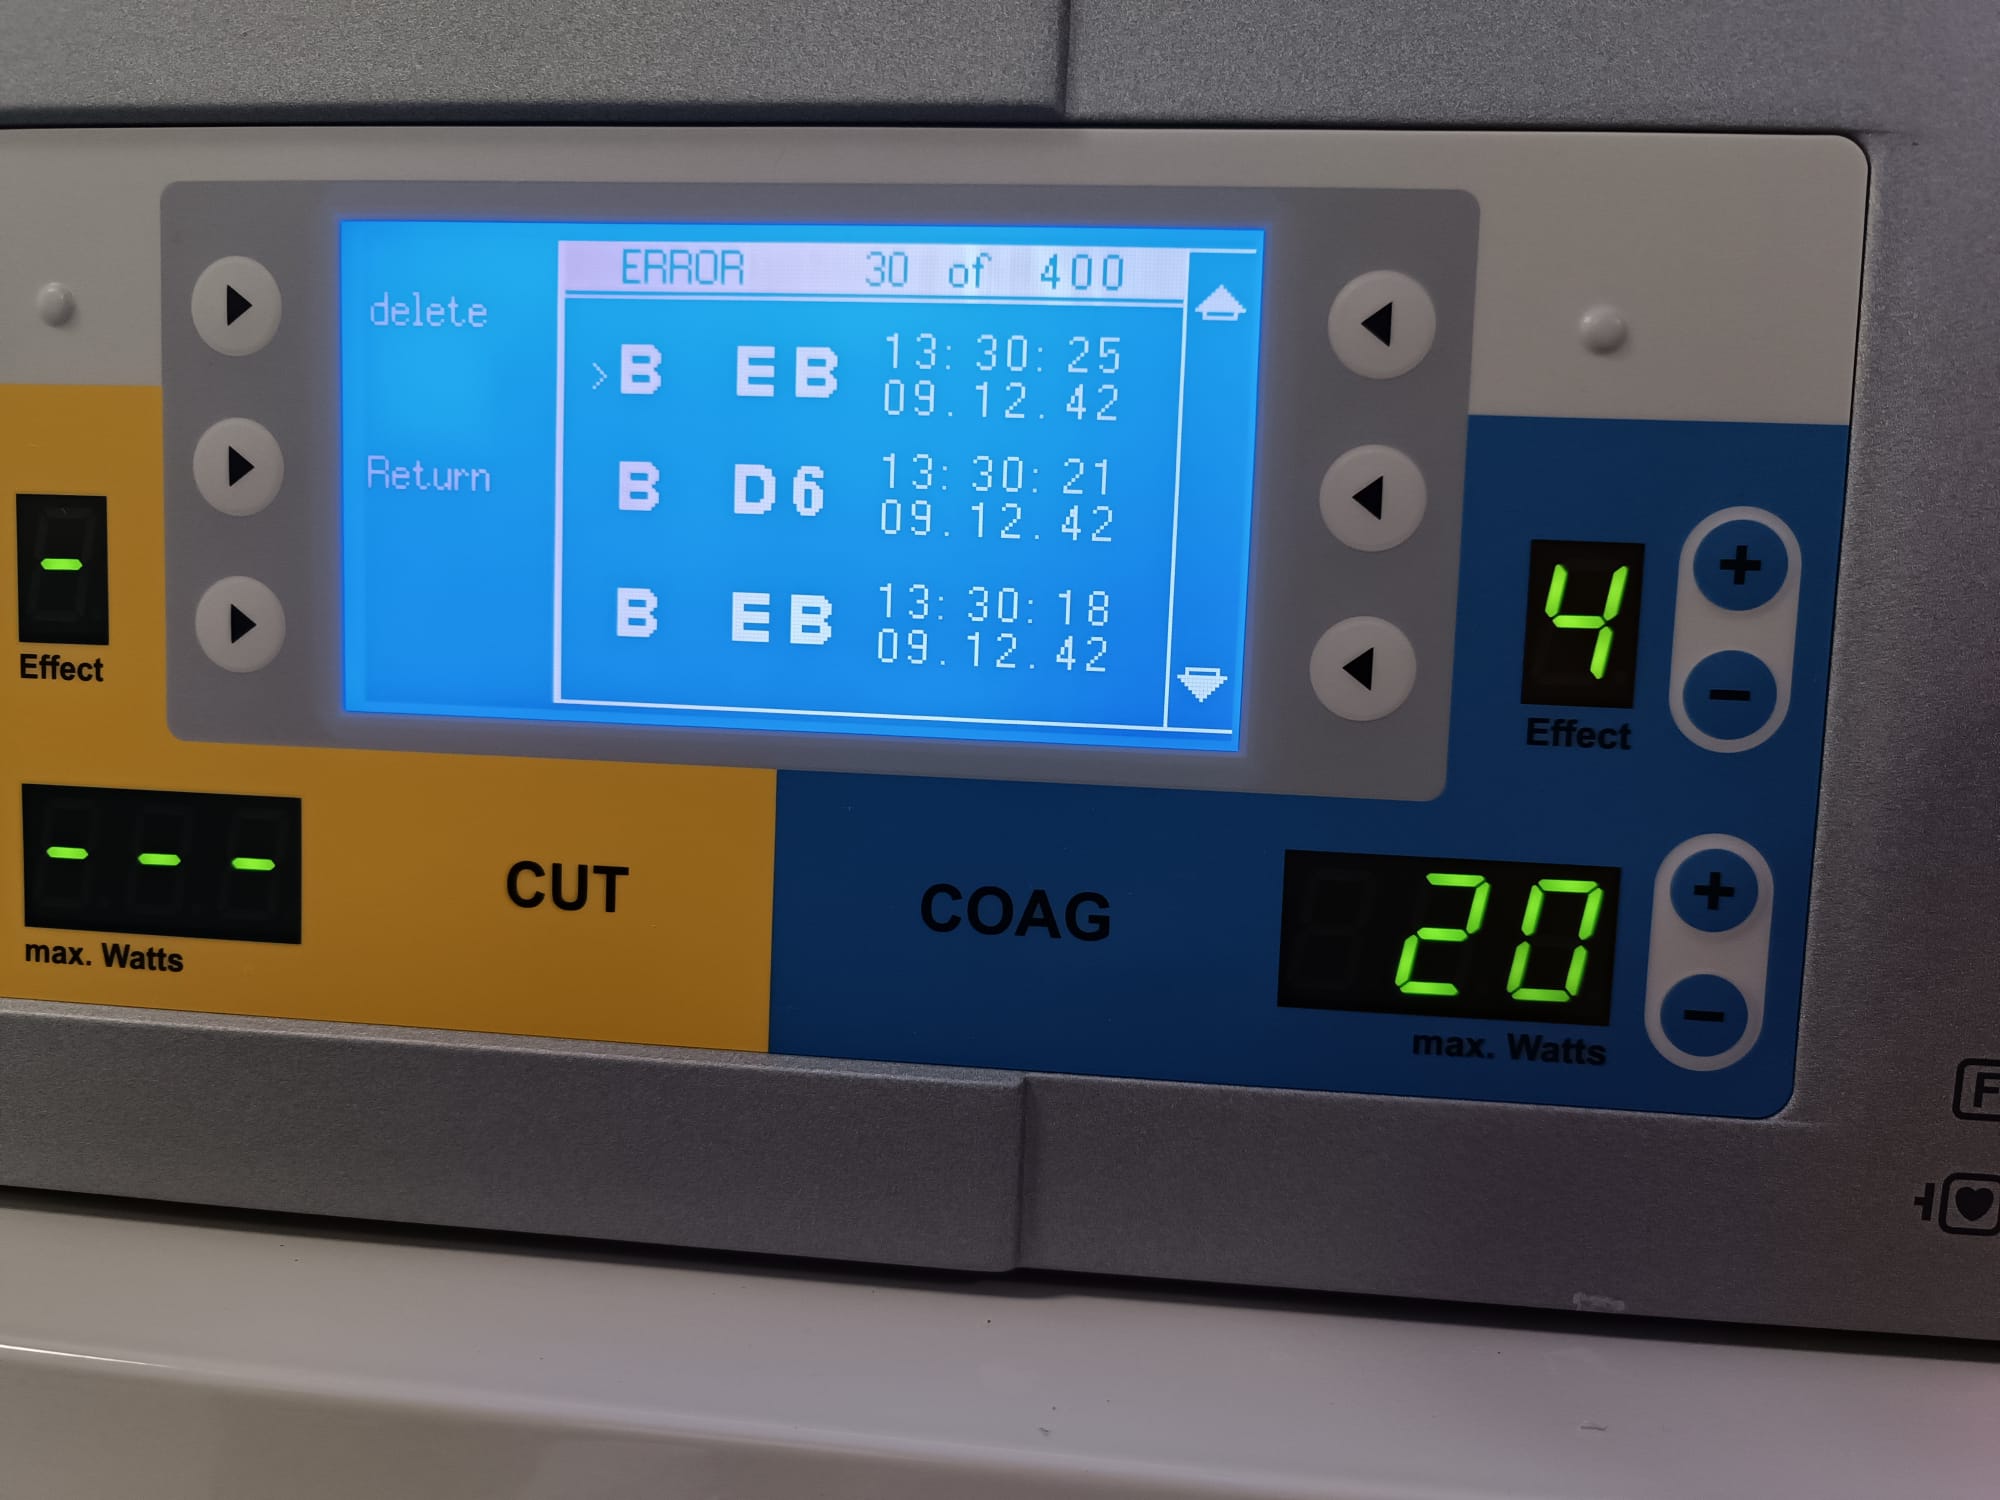 ERROR 30 of 400
delete
>B EB 13:30:25
09.12.42
Return
B D6 13:30:21
09.12.42
B EB 13:30:18
09.12.42
-
Effect
4
+
-
Effect
- - -
max. Watts
CUT
COAG
20
+
-
max. Watts
F